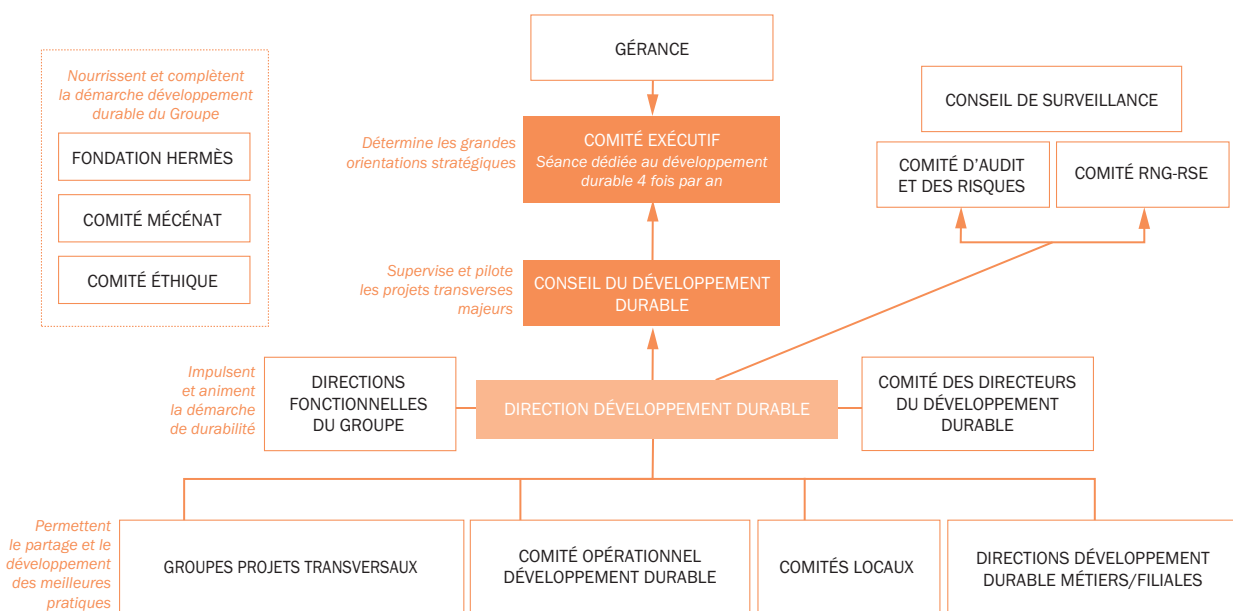 GÉRANCE
Nourrissent et complètent
la démarche développement
durable du Groupe
FONDATION HERMÈS
COMITÉ MÉCÉNAT
COMITÉ ÉTHIQUE
Détermine les grandes
orientations stratégiques
COMITÉ EXÉCUTIF
Séance dédiée au développement
durable 4 fois par an
CONSEIL DE SURVEILLANCE
COMITÉ D’AUDIT
ET DES RISQUES
COMITÉ RNG-RSE
Supervise et pilote
les projets transverses
majeurs
CONSEIL DU DÉVELOPPEMENT
DURABLE
Impulsent
et animent
la démarche
de durabilité
DIRECTIONS
FONCTIONNELLES
DU GROUPE
DIRECTION DÉVELOPPEMENT DURABLE
COMITÉ DES DIRECTEURS
DU DÉVELOPPEMENT
DURABLE
Permettent
le partage et le
développement
des meilleures
pratiques
GROUPES PROJETS TRANSVERSAUX
COMITÉ OPÉRATIONNEL
DÉVELOPPEMENT DURABLE
COMITÉS LOCAUX
DIRECTIONS DÉVELOPPEMENT
DURABLE MÉTIERS/FILIALES